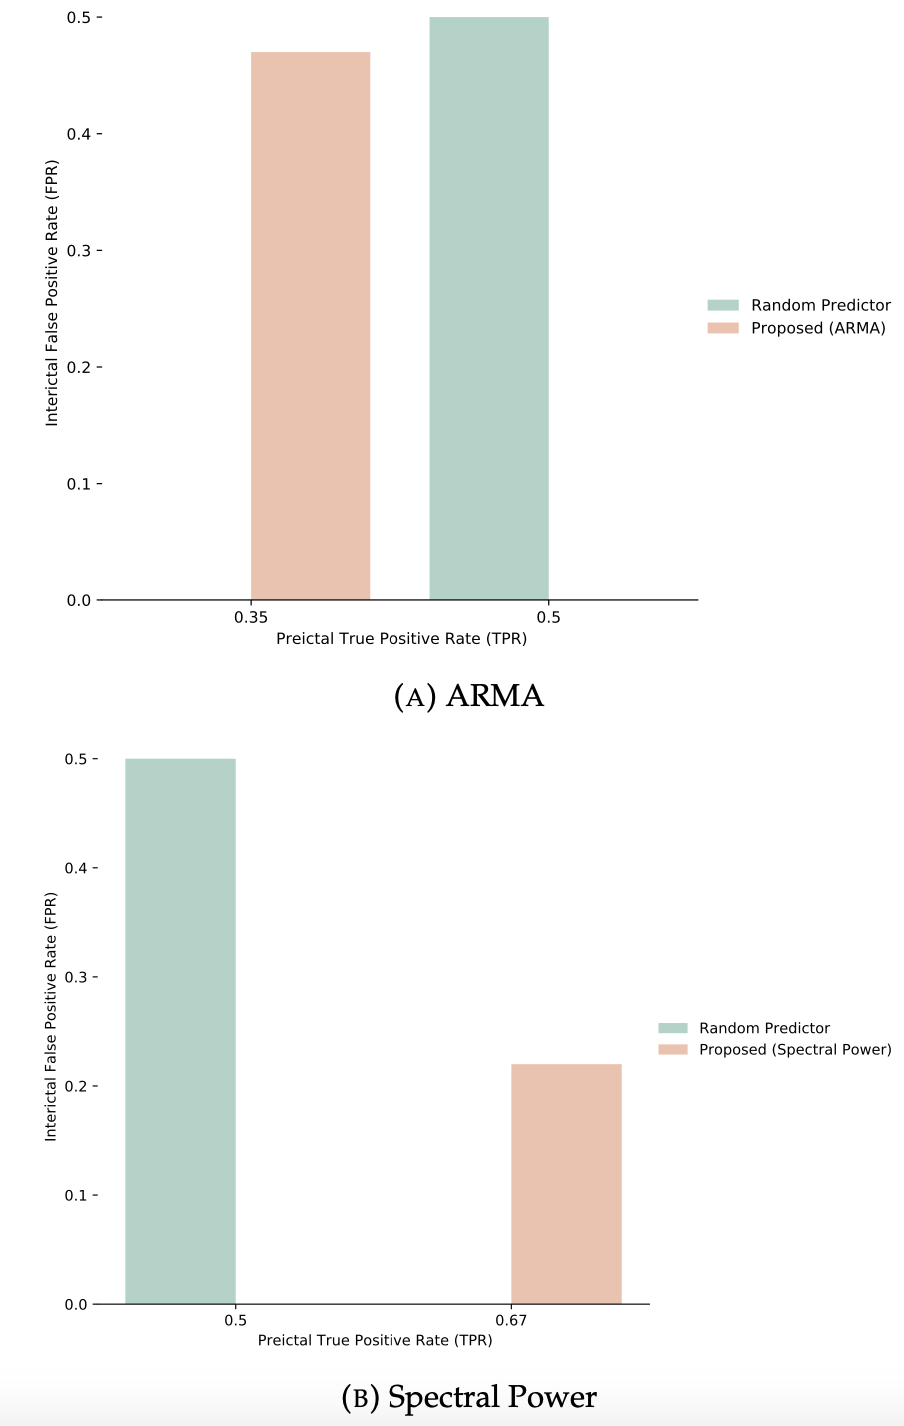 0.5
0.4
0.3
0.2
0.1
0.0
Interictal False Positive Rate (FPR)
0.35 0.5
Preictal True Positive Rate (TPR)
Random Predictor
Proposed (ARMA)
(A) ARMA
0.5
0.4
0.3
0.2
0.1
0.0
Interictal False Positive Rate (FPR)
0.5 0.67
Preictal True Positive Rate (TPR)
Random Predictor
Proposed (Spectral Power)
(B) Spectral Power